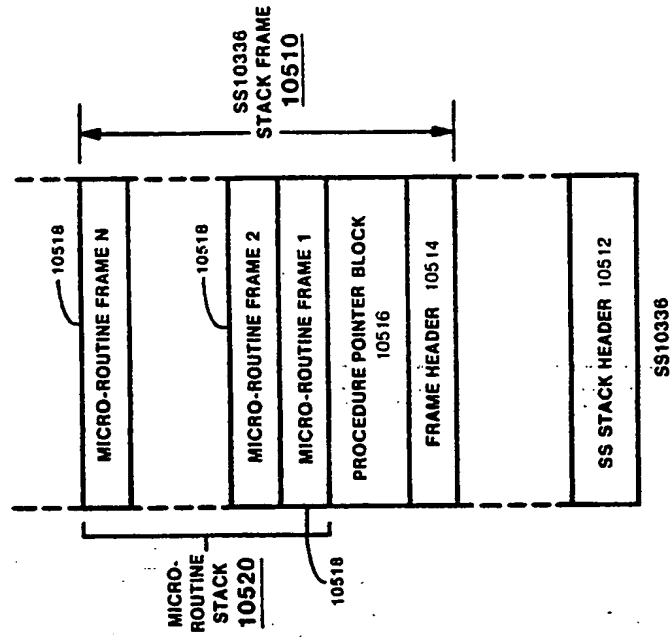 SS10336
STACK FRAME
10510
10518
MICRO-ROUTINE FRAME N
10518
MICRO-ROUTINE FRAME 2
MICRO-ROUTINE FRAME 1
PROCEDURE POINTER BLOCK
10516
FRAME HEADER 10514
SS STACK HEADER 10512
SS10336
MICRO-
ROUTINE
STACK
10520
10518